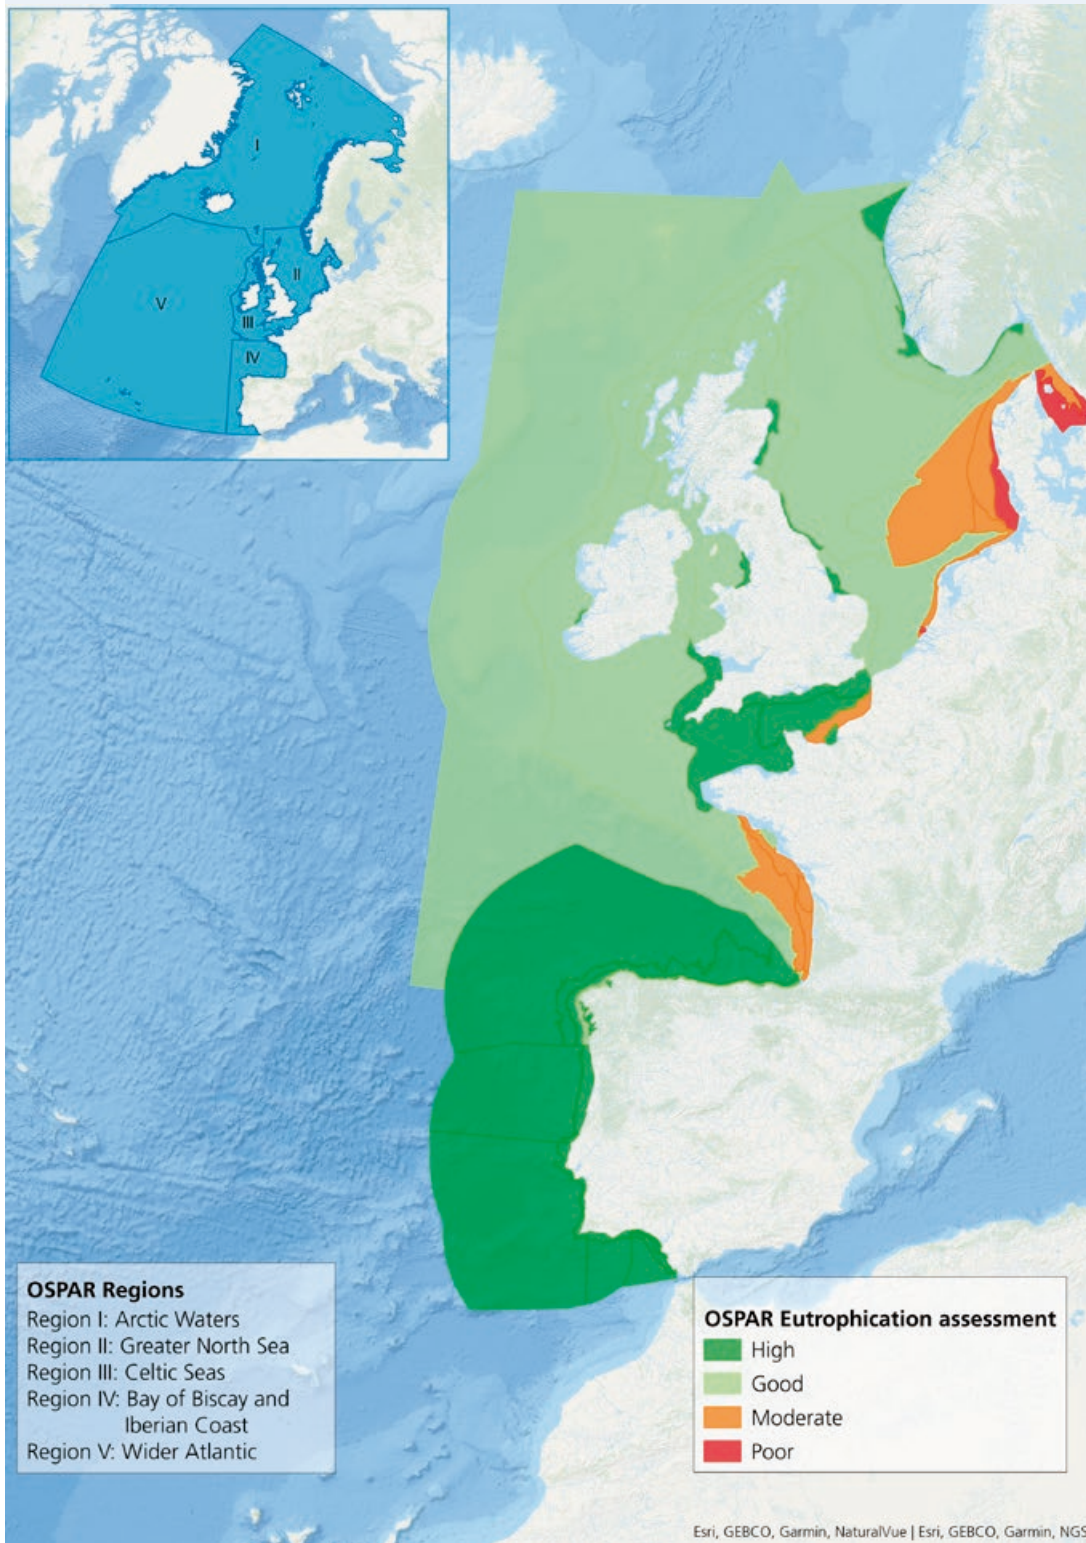 I
II
V
III
IV
OSPAR Regions
Region I: Arctic Waters
Region II: Greater North Sea
Region III: Celtic Seas
Region IV: Bay of Biscay and
Iberian Coast
Region V: Wider Atlantic
OSPAR Eutrophication assessment
High
Good
Moderate
Poor
Esri, GEBCO, Garmin, NaturalVue | Esri, GEBCO, Garmin, NGS